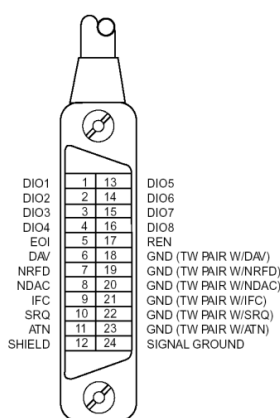 DIO1 1 13 DIO5
DIO2 2 14 DIO6
DIO3 3 15 DIO7
DIO4 4 16 DIO8
EOI 5 17 REN
DAV 6 18 GND (TW PAIR W/DAV)
NRFD 7 19 GND (TW PAIR W/NRFD)
NDAC 8 20 GND (TW PAIR W/NDAC)
IFC 9 21 GND (TW PAIR W/IFC)
SRQ 10 22 GND (TW PAIR W/SRQ)
ATN 11 23 GND (TW PAIR W/ATN)
SHIELD 12 24 SIGNAL GROUND